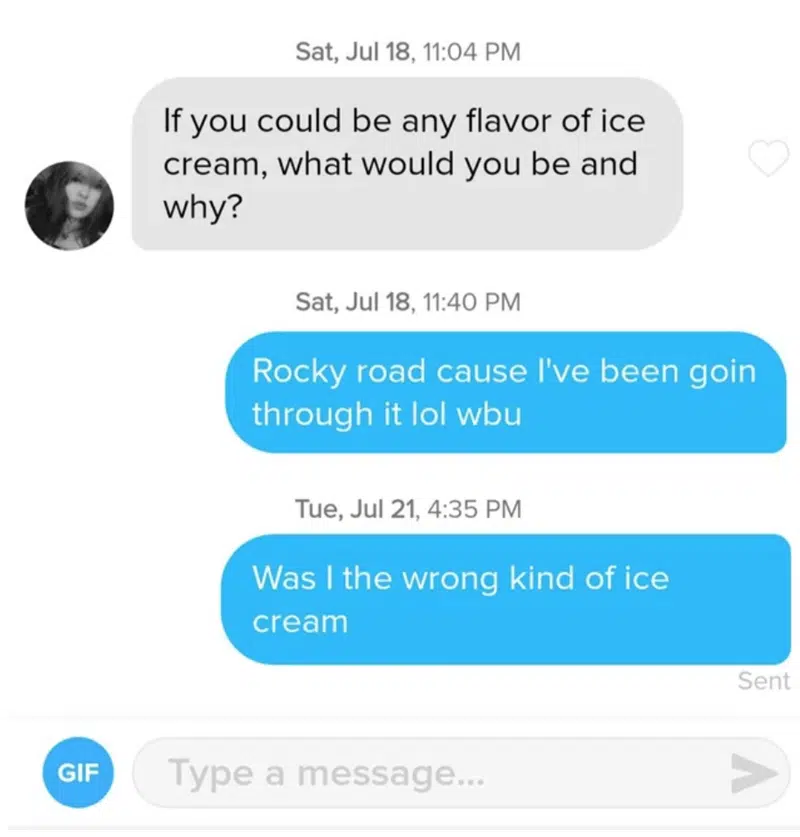 Sat, Jul 18, 11:04 PM
If you could be any flavor of ice
cream, what would you be and
why?
Sat, Jul 18, 11:40 PM
Rocky road cause I've been goin
through it lol wbu
Tue, Jul 21, 4:35 PM
Was I the wrong kind of ice
cream
Sent
GIF Type a message...